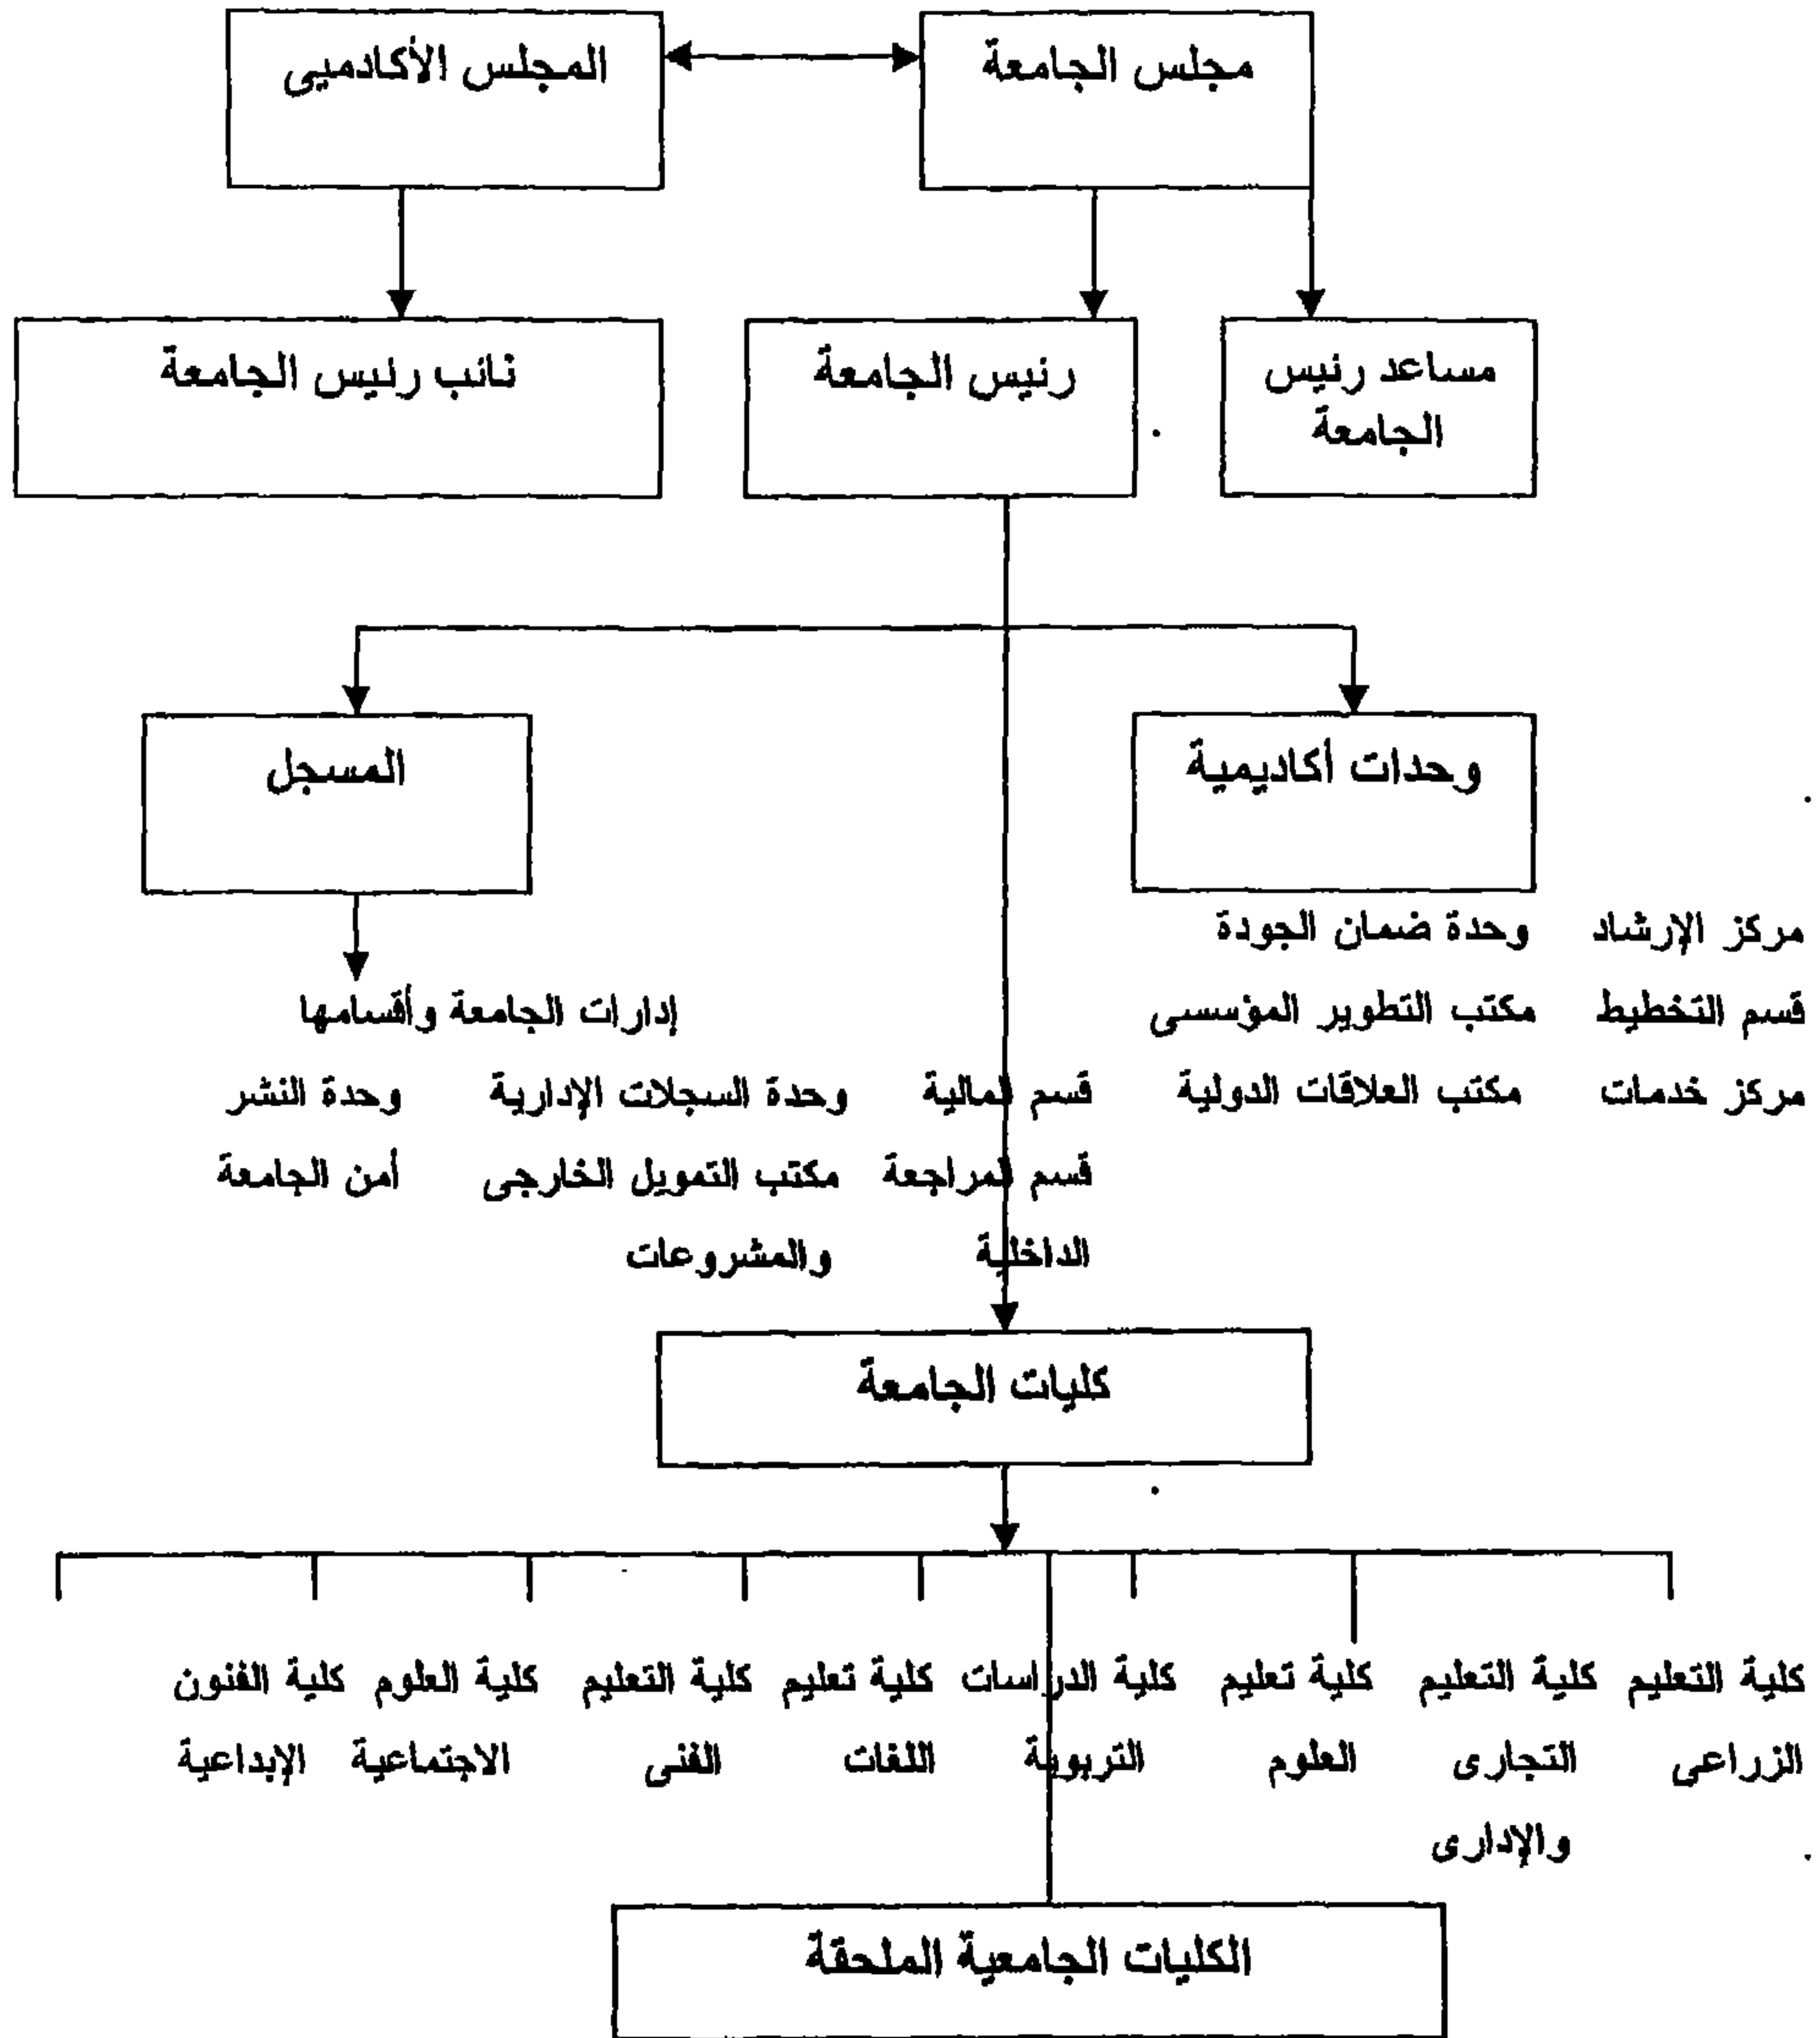 مجلس الجامعة
المجلس الأكادميى
مساعد رئيس
الجامعة
رئيس الجامعة
نائب رئيس الجامعة
وحدات أكاديمية
المسجل
مركز الإرشاد وحدة ضمان الجودة
قسم التخطيط مكتب التطوير المؤسسى
مركز خدمات مكتب العلاقات الدولية
إدارات الجامعة وأقسامها
قسم المالية وحدة السجلات الإدارية وحدة النشر
قسم المراجعة مكتب التمويل الخارجى أمن الجامعة
الداخلية والمشروعات
كليات الجامعة
كلية التعليم كلية التعليم كلية تعليم كلية الدراسات كلية تعليم كلية التعليم كلية العلوم كلية الفنون
الزراعى التجارى العلوم التربوية اللغات الفنى الاجتماعية الإبداعية
والإدارى
الكليات الجامعية الملحقة